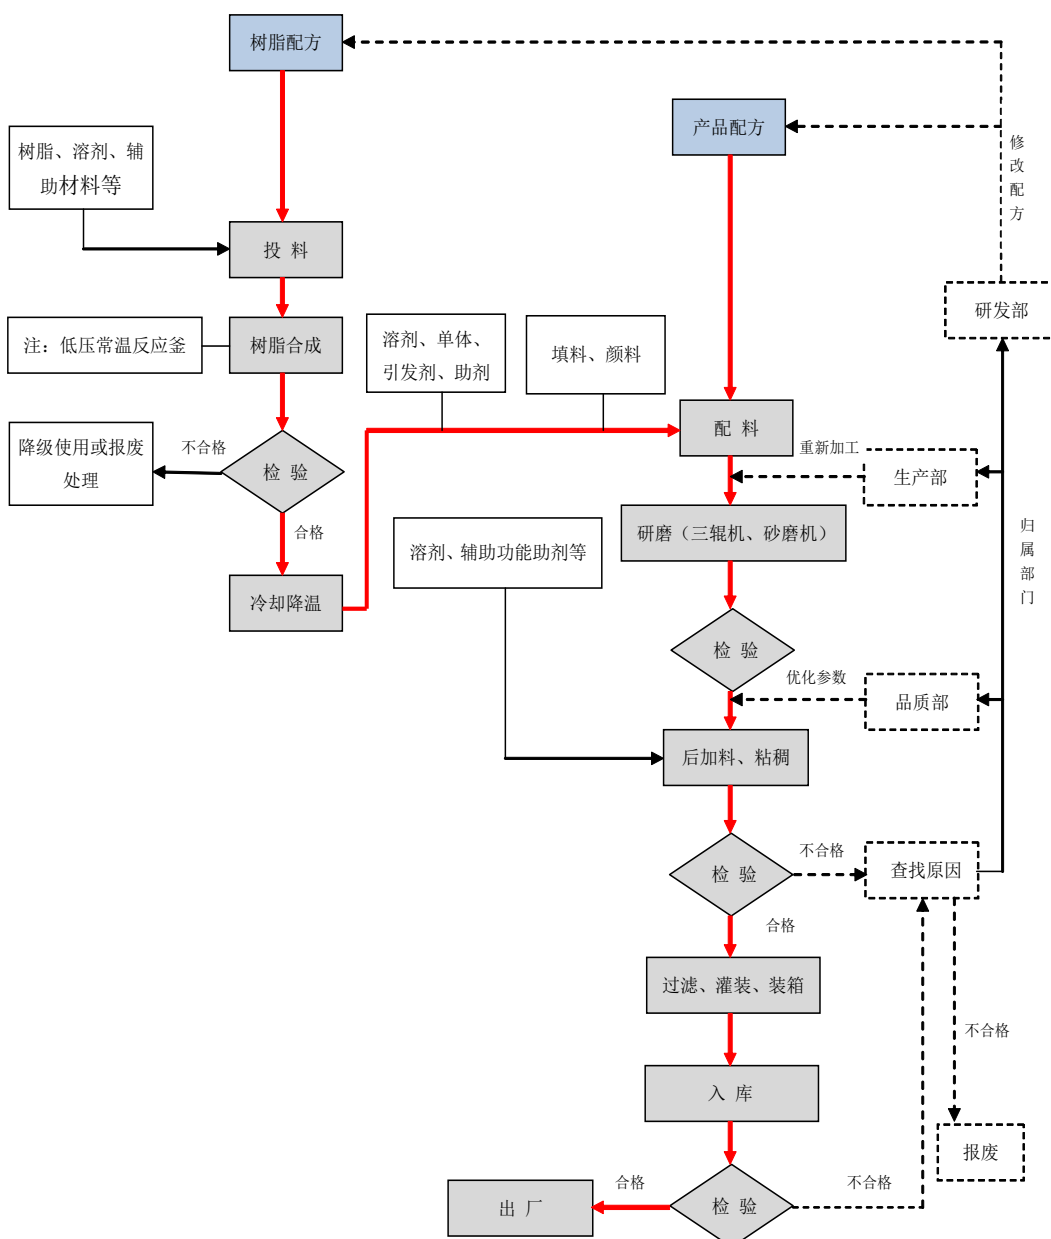 树脂配方
产品配方
修
改
配
方
树脂、溶剂、辅
助材料等
投 料
研发部
注：低压常温反应釜
树脂合成
溶剂、单体、
引发剂、助剂
填料、颜料
配 料
降级使用或报废
处理
不合格
检 验
重新加工
生产部
合格
研磨（三辊机、砂磨机）
归
属
部
门
溶剂、辅助功能助剂等
冷却降温
检 验
优化参数
品质部
后加料、粘稠
检 验
不合格
查找原因
合格
过滤、灌装、装箱
不合格
入 库
报废
出 厂
合格
检 验
不合格